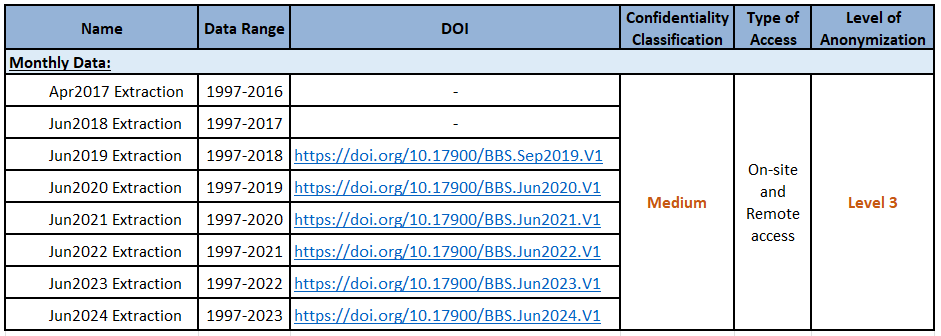 Name Data Range DOI Confidentiality Classification Type of Access Level of Anonymization
Monthly Data:
Apr2017 Extraction 1997-2016 -
Jun2018 Extraction 1997-2017 -
Jun2019 Extraction 1997-2018 https://doi.org/10.17900/BBS.Sep2019.V1
Jun2020 Extraction 1997-2019 https://doi.org/10.17900/BBS.Jun2020.V1
Jun2021 Extraction 1997-2020 https://doi.org/10.17900/BBS.Jun2021.V1
Jun2022 Extraction 1997-2021 https://doi.org/10.17900/BBS.Jun2022.V1
Jun2023 Extraction 1997-2022 https://doi.org/10.17900/BBS.Jun2023.V1
Jun2024 Extraction 1997-2023 https://doi.org/10.17900/BBS.Jun2024.V1
Medium
On-site
and
Remote
access
Level 3